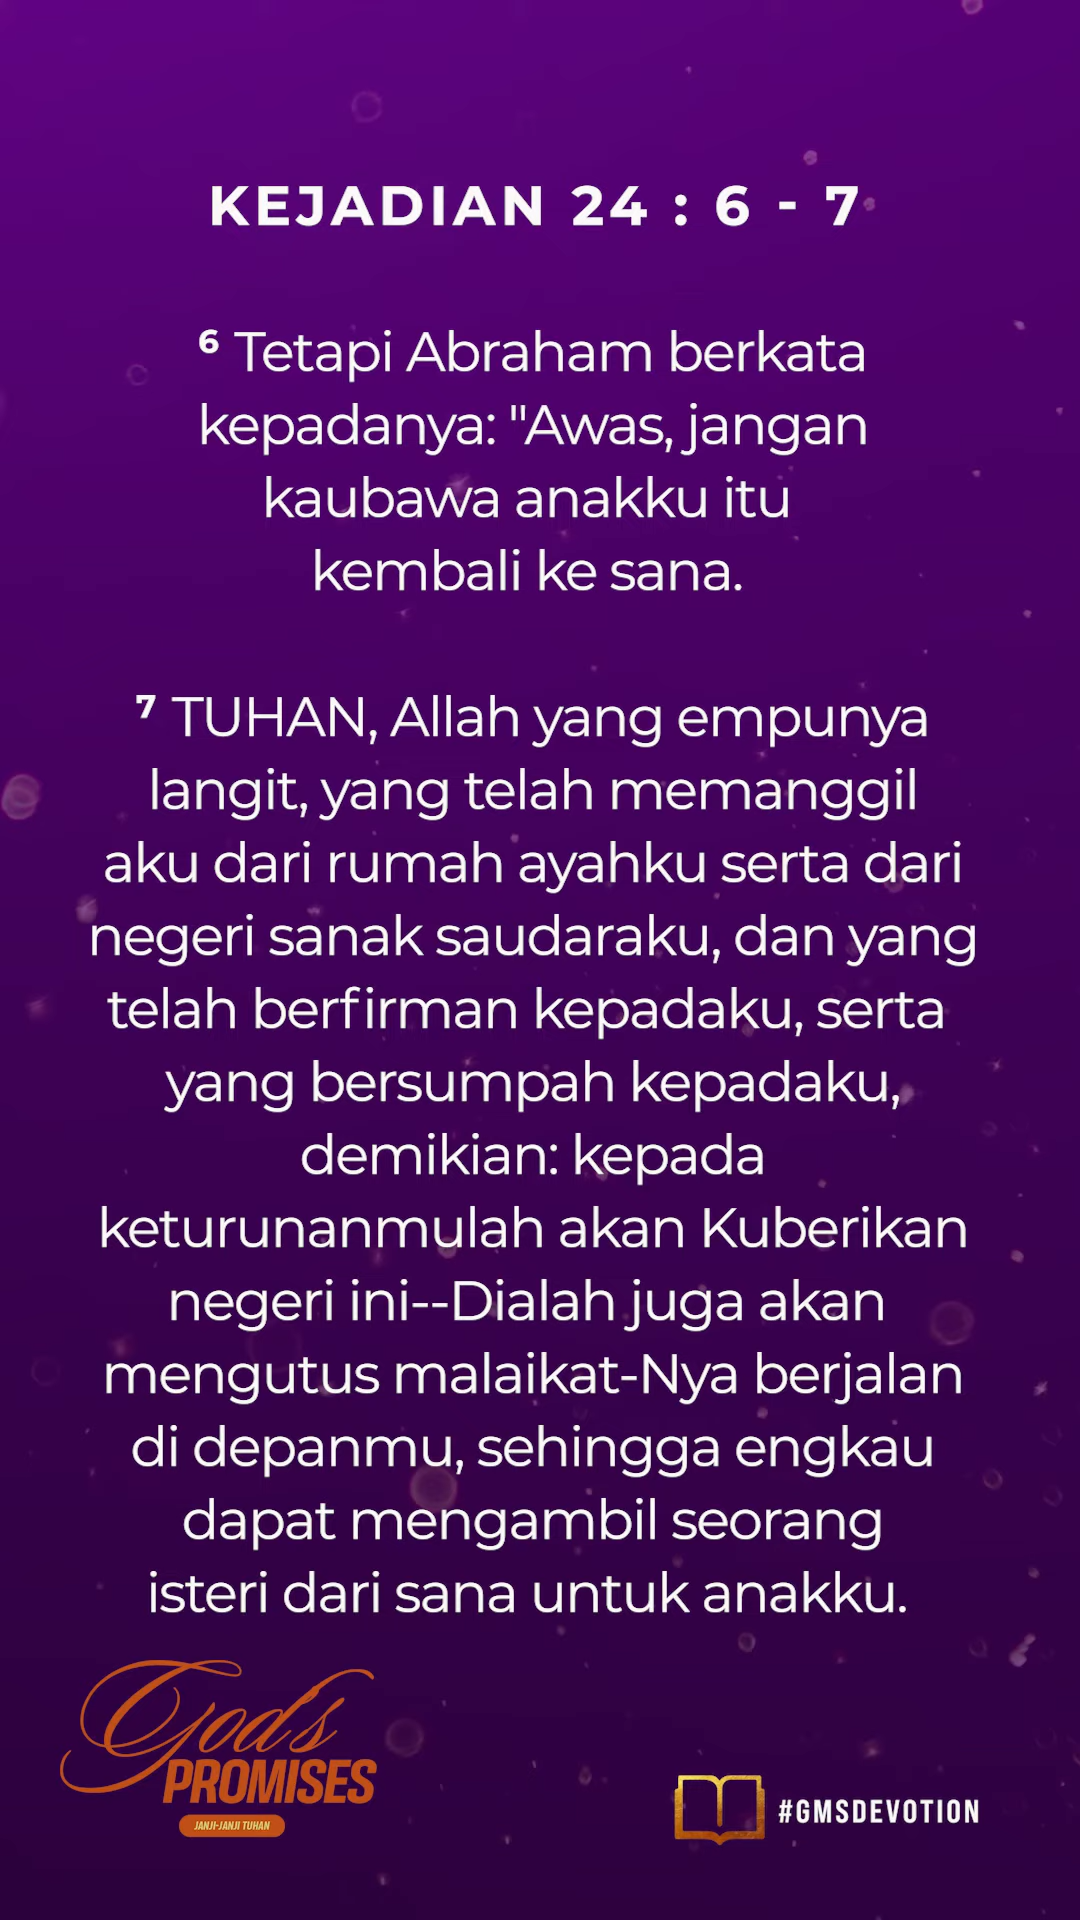 KEJADIAN 24 : 6 - 7
⁶ Tetapi Abraham berkata
kepadanya: "Awas, jangan
kaubawa anakku itu
kembali ke sana.
⁷ TUHAN, Allah yang empunya
langit, yang telah memanggil
aku dari rumah ayahku serta dari
negeri sanak saudaraku, dan yang
telah berfirman kepadaku, serta
yang bersumpah kepadaku,
demikian: kepada
keturunanmulah akan Kuberikan
negeri ini--Dialah juga akan
mengutus malaikat-Nya berjalan
di depanmu, sehingga engkau
dapat mengambil seorang
isteri dari sana untuk anakku.
God's
PROMISES
JANJI-JANJI TUHAN
#GMSDEVOTION